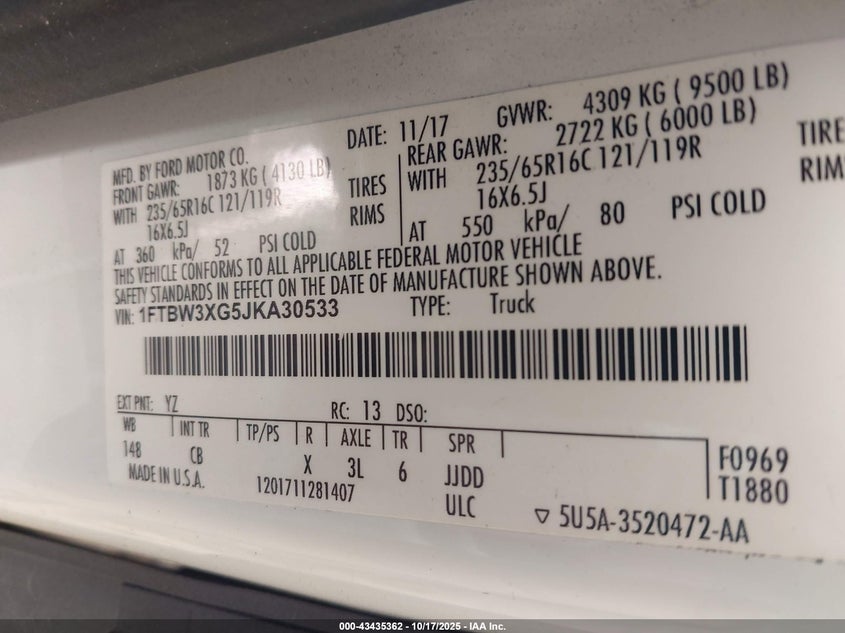 MFD. BY FORD MOTOR CO.
DATE: 11/17 GVWR: 4309 KG ( 9500 LB)
FRONT GAWR: 1873 KG ( 4130 LB)
REAR GAWR: 2722 KG ( 6000 LB)
WITH 235/65R16C 121/119R TIRES
WITH 235/65R16C 121/119R TIRE
16X6.5J RIMS
16X6.5J RIM
AT 360 kPa/ 52 PSI COLD
AT 550 kPa/ 80 PSI COLD
THIS VEHICLE CONFORMS TO ALL APPLICABLE FEDERAL MOTOR VEHICLE
SAFETY STANDARDS IN EFFECT ON THE DATE OF MANUFACTURE SHOWN ABOVE.
VIN: 1FTBW3XG5JKA30533 TYPE: Truck
EXT PNT: YZ RC: 13 DSO:
WB INT TR TP/PS R AXLE TR SPR
148 CB X 3L 6 JJDD
F0969
T1880
MADE IN U.S.A. 1201711281407 ULC
5U5A-3520472-AA
000-43435362 - 10/17/2025 - IAA Inc.